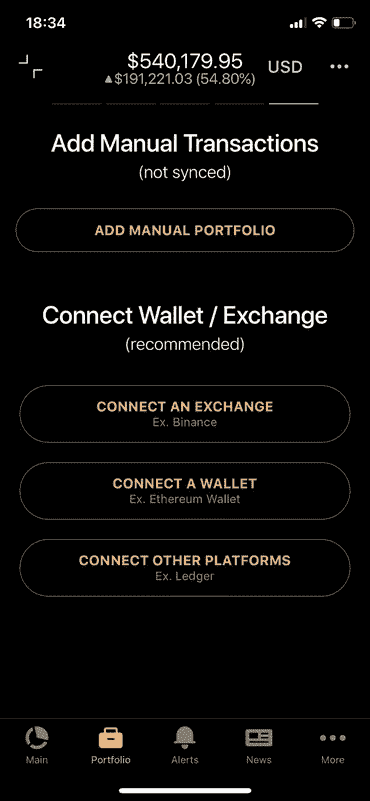 18:34
$540,179.95
▲$191,221.03 (54.80%)
USD
Add Manual Transactions
(not synced)
ADD MANUAL PORTFOLIO
Connect Wallet / Exchange
(recommended)
CONNECT AN EXCHANGE
Ex. Binance
CONNECT A WALLET
Ex. Ethereum Wallet
CONNECT OTHER PLATFORMS
Ex. Ledger
Main
Portfolio
Alerts
News
More